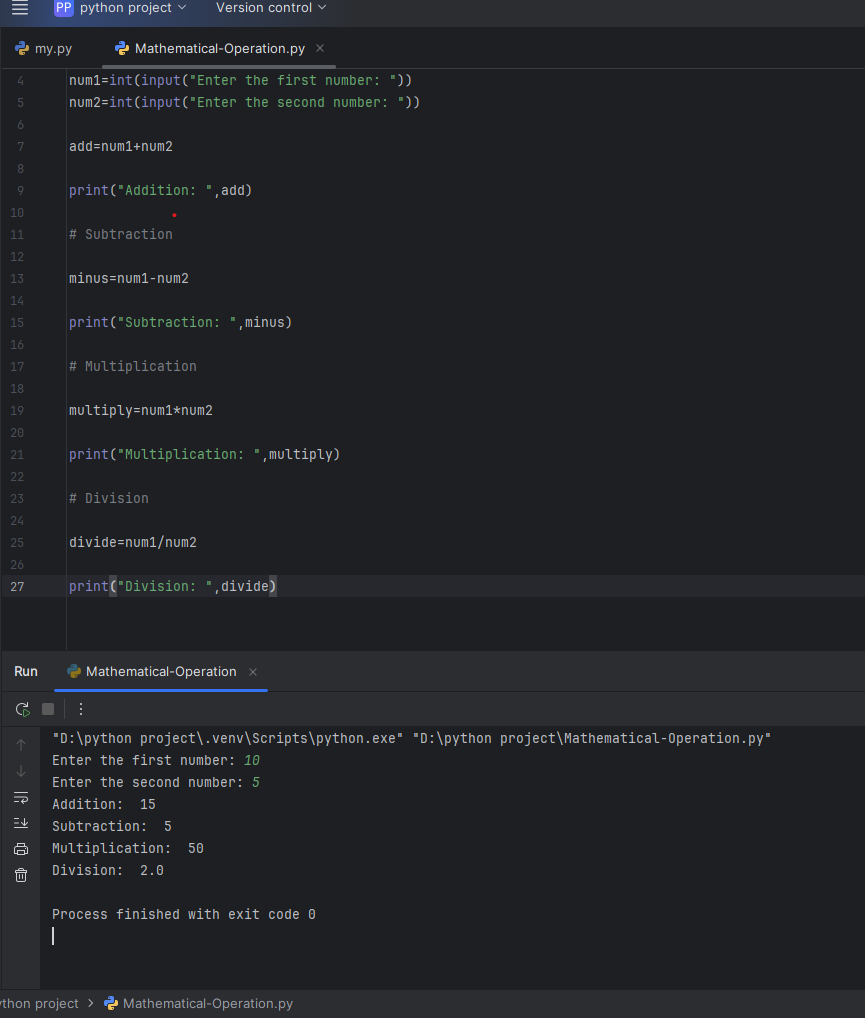 PP python project Version control
my.py Mathematical-Operation.py
4 num1=int(input("Enter the first number: "))
5 num2=int(input("Enter the second number: "))
6
7 add=num1+num2
8
9 print("Addition: ",add)
10
11 # Subtraction
12
13 minus=num1-num2
14
15 print("Subtraction: ",minus)
16
17 # Multiplication
18
19 multiply=num1*num2
20
21 print("Multiplication: ",multiply)
22
23 # Division
24
25 divide=num1/num2
26
27 print("Division: ",divide)
Run Mathematical-Operation
"D:\python project\.venv\Scripts\python.exe" "D:\python project\Mathematical-Operation.py"
Enter the first number: 10
Enter the second number: 5
Addition:  15
Subtraction:  5
Multiplication:  50
Division:  2.0
Process finished with exit code 0
ython project > Mathematical-Operation.py